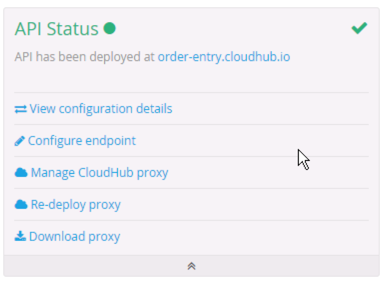 API Status
API has been deployed at order-entry.cloudhub.io
View configuration details
Configure endpoint
Manage CloudHub proxy
Re-deploy proxy
Download proxy